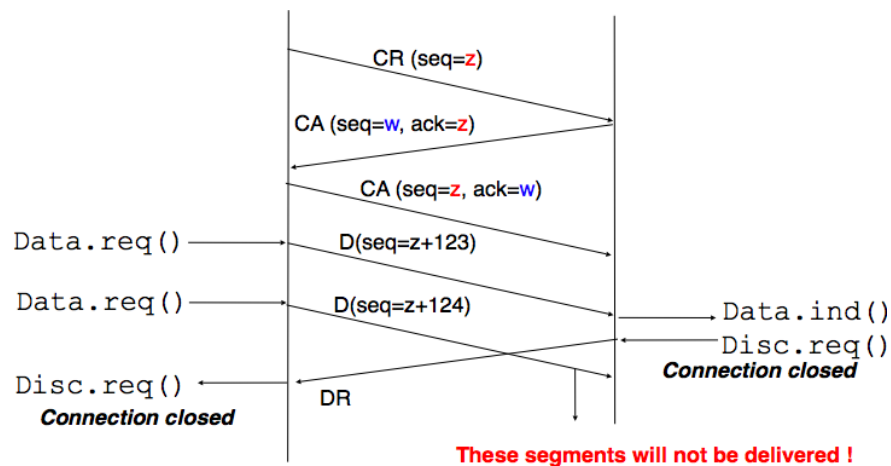 CR (seq=z)
CA (seq=w, ack=z)
CA (seq=z, ack=w)
Data.req()
D(seq=z+123)
Data.req()
D(seq=z+124)
Data.ind()
Disc.req()
Connection closed
Disc.req()
DR
Connection closed
These segments will not be delivered !